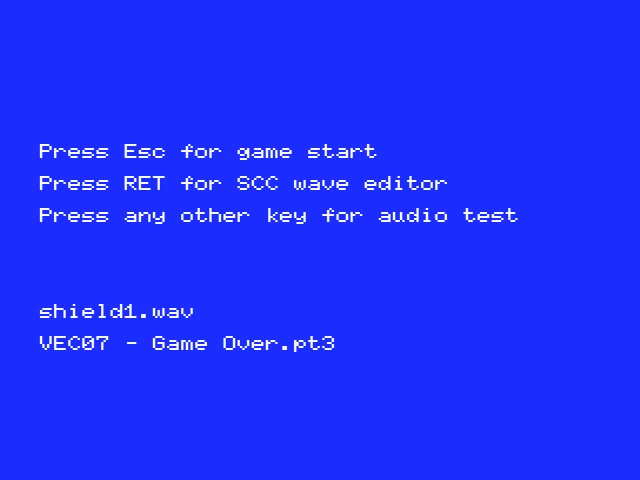 Press Esc for game start
Press RET for SCC wave editor
Press any other key for audio test
shield1.wav
VEC07 - Game Over.pt3